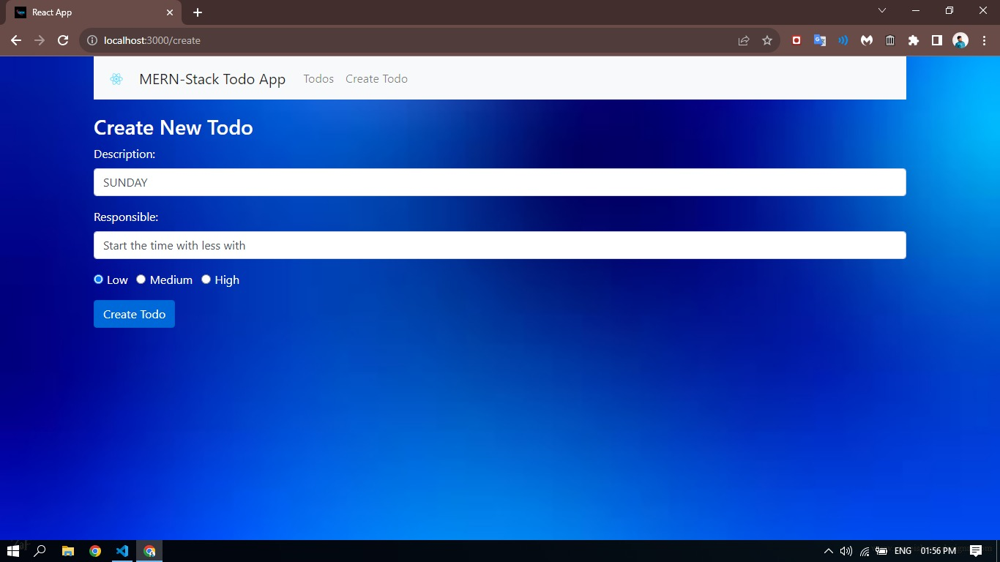 React App
localhost:3000/create
MERN-Stack Todo App Todos Create Todo
Create New Todo
Description:
SUNDAY
Responsible:
Start the time with less with
Low Medium High
Create Todo
ENG 01:56 PM